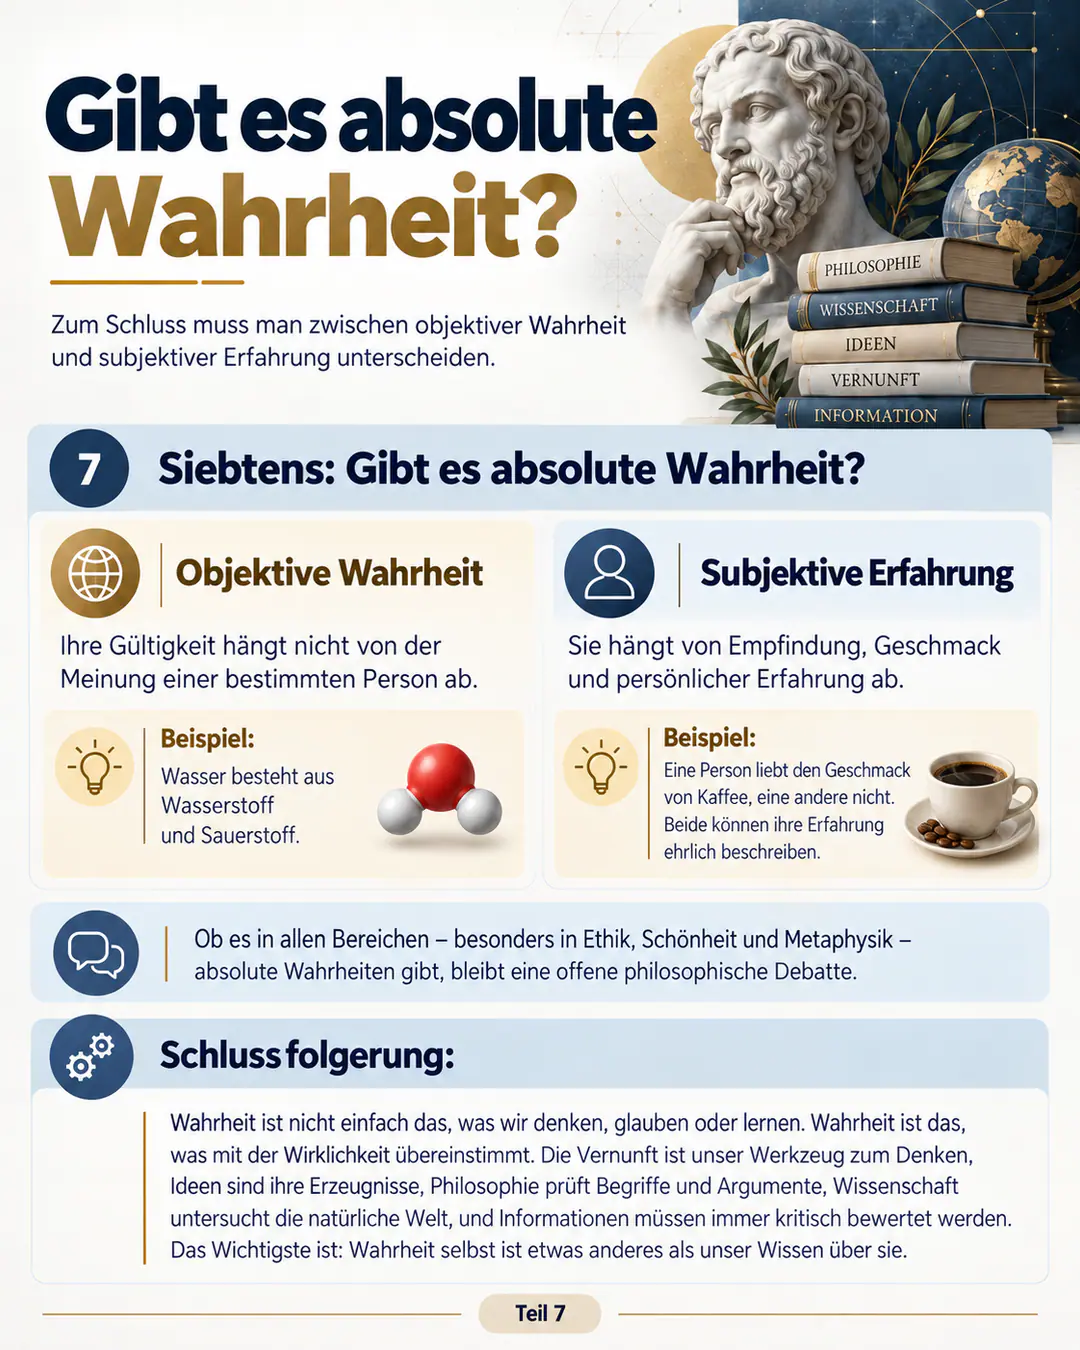 Gibt es absolute
Wahrheit?
Zum Schluss muss man zwischen objektiver Wahrheit
und subjektiver Erfahrung unterscheiden.
PHILOSOPHIE
WISSENSCHAFT
IDEEN
VERNUNFT
INFORMATION
7
Siebtens: Gibt es absolute Wahrheit?
Objektive Wahrheit
Ihre Gültigkeit hängt nicht von der
Meinung einer bestimmten Person ab.
Beispiel:
Wasser besteht aus
Wasserstoff
und Sauerstoff.
Subjektive Erfahrung
Sie hängt von Empfindung, Geschmack
und persönlicher Erfahrung ab.
Beispiel:
Eine Person liebt den Geschmack
von Kaffee, eine andere nicht.
Beide können ihre Erfahrung
ehrlich beschreiben.
Ob es in allen Bereichen – besonders in Ethik, Schönheit und Metaphysik –
absolute Wahrheiten gibt, bleibt eine offene philosophische Debatte.
Schlussfolgerung:
Wahrheit ist nicht einfach das, was wir denken, glauben oder lernen. Wahrheit ist das,
was mit der Wirklichkeit übereinstimmt. Die Vernunft ist unser Werkzeug zum Denken,
Ideen sind ihre Erzeugnisse, Philosophie prüft Begriffe und Argumente, Wissenschaft
untersucht die natürliche Welt, und Informationen müssen immer kritisch bewertet werden.
Das Wichtigste ist: Wahrheit selbst ist etwas anderes als unser Wissen über sie.
Teil 7